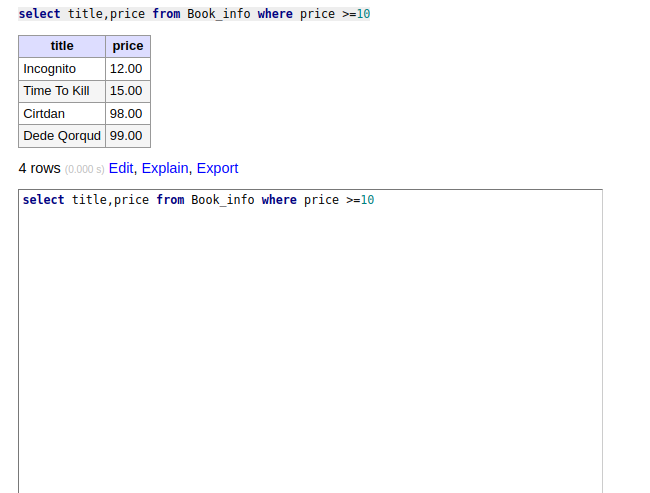 select title,price from Book_info where price >=10
title price
Incognito 12.00
Time To Kill 15.00
Cirtdan 98.00
Dede Qorqud 99.00
4 rows (0.000 s) Edit, Explain, Export
select title,price from Book_info where price >=10